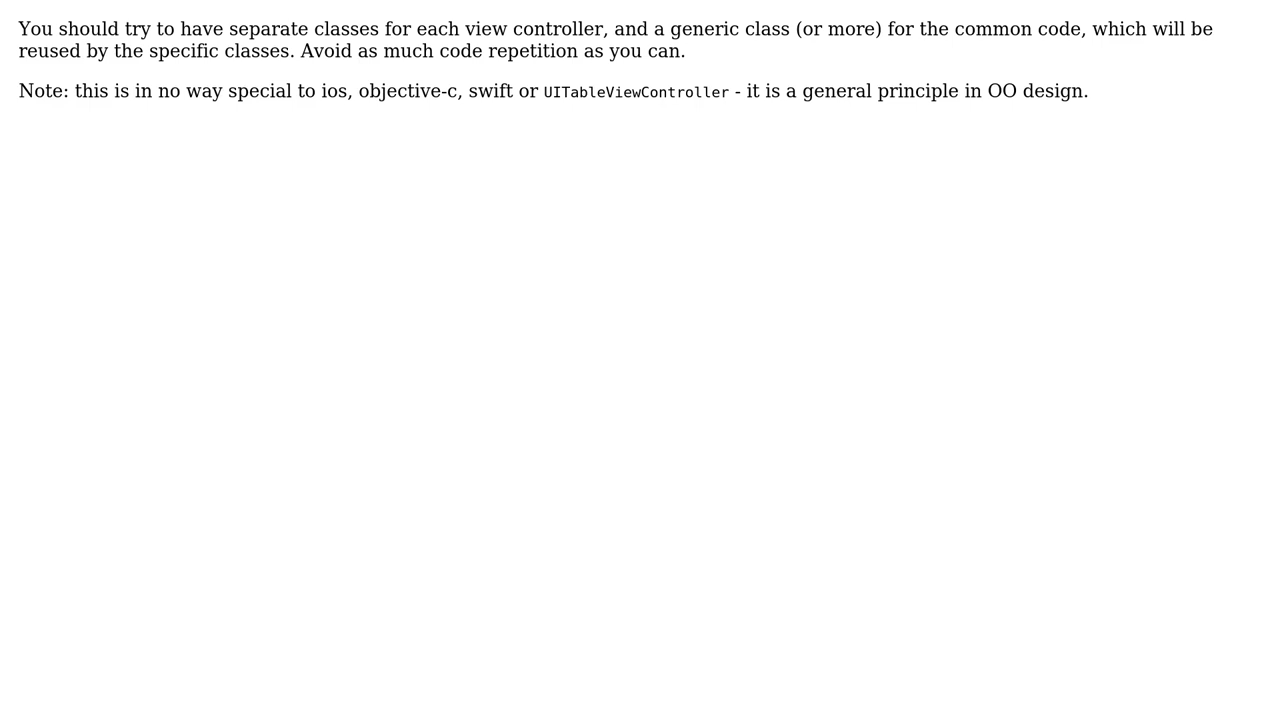 You should try to have separate classes for each view controller, and a generic class (or more) for the common code, which will be
reused by the specific classes. Avoid as much code repetition as you can.
Note: this is in no way special to ios, objective-c, swift or UITableViewController - it is a general principle in OO design.